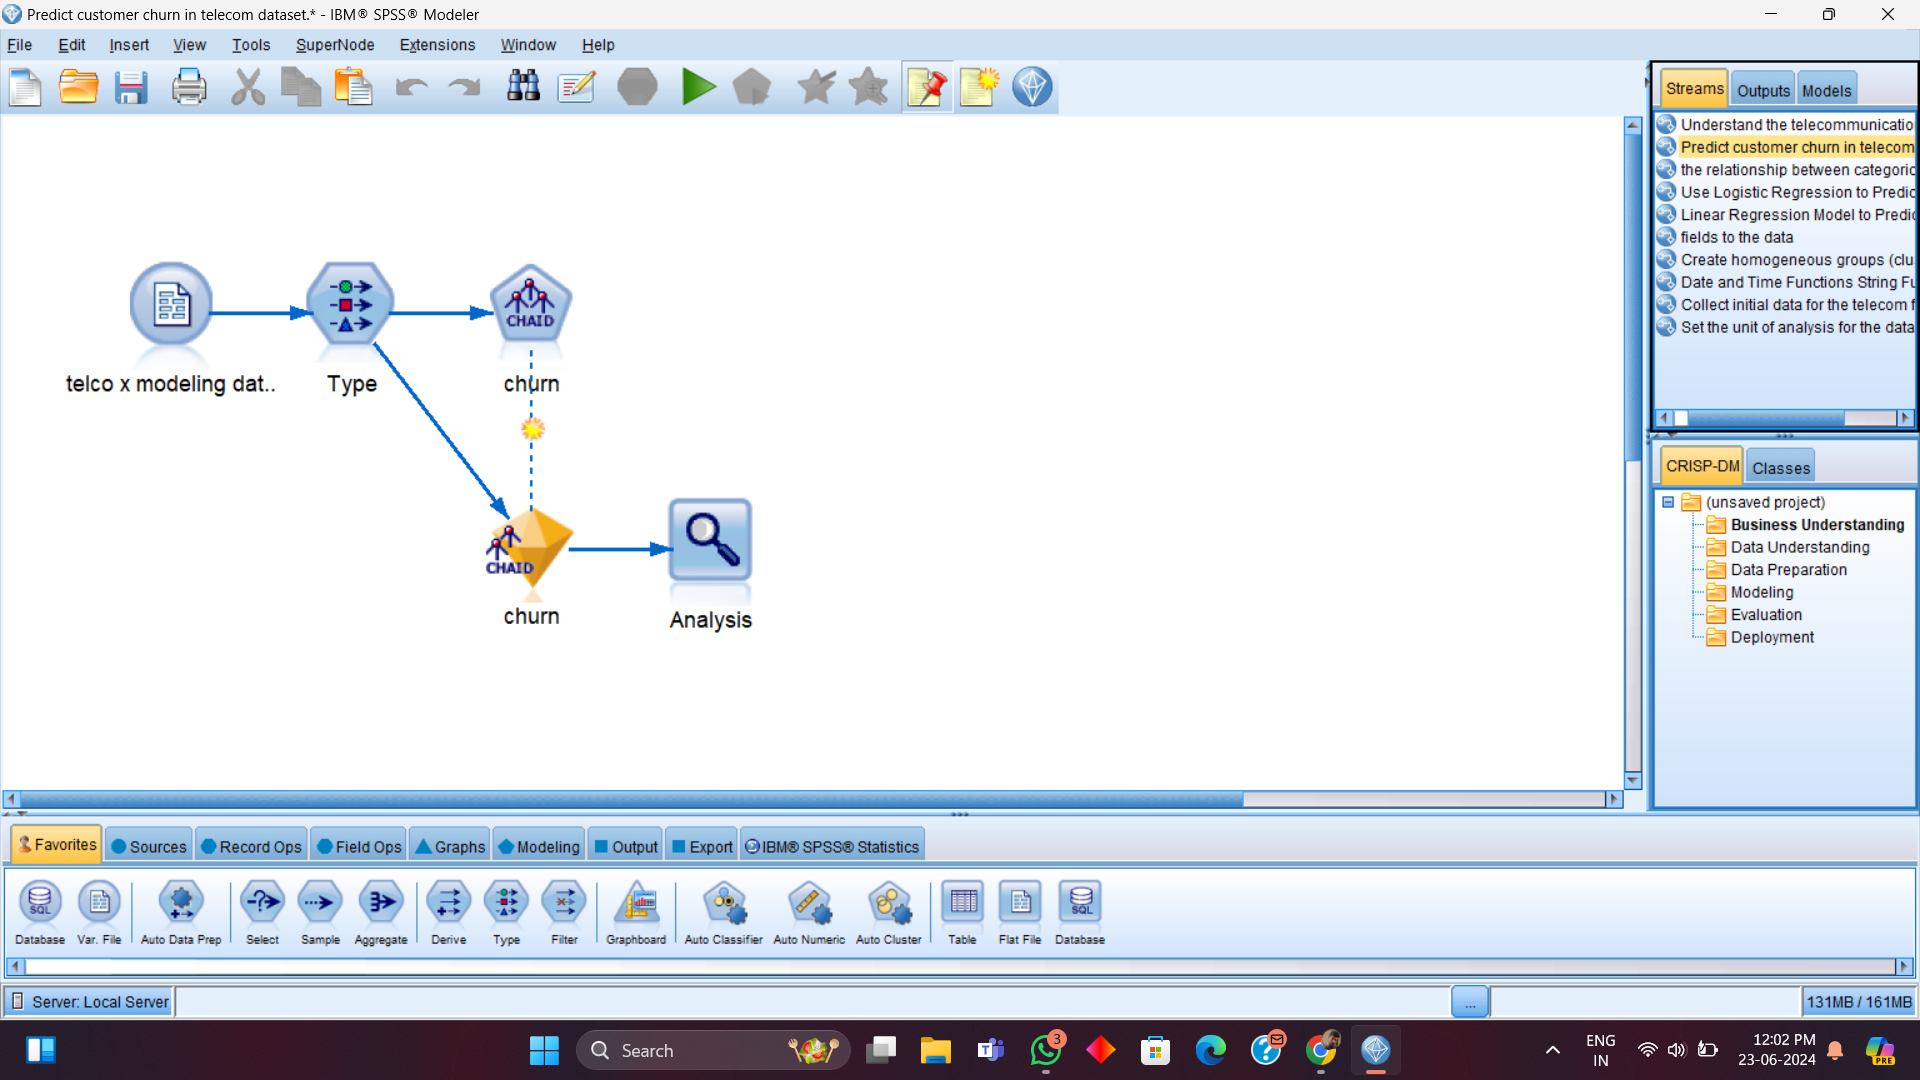 Predict customer churn in telecom dataset.* - IBM® SPSS® Modeler
File Edit Insert View Tools SuperNode Extensions Window Help
telco x modeling dat..
Type
CHAID
churn
CHAID
churn
Analysis
Streams Outputs Models
Understand the telecommunicatio
Predict customer churn in telecom
the relationship between categoric
Use Logistic Regression to Predic
Linear Regression Model to Predic
fields to the data
Create homogeneous groups (clu
Date and Time Functions String Fu
Collect initial data for the telecom f
Set the unit of analysis for the data
CRISP-DM Classes
(unsaved project)
Business Understanding
Data Understanding
Data Preparation
Modeling
Evaluation
Deployment
Favorites Sources Record Ops Field Ops Graphs Modeling Output Export IBM® SPSS® Statistics
SQL SQL
Database Var. File Auto Data Prep Select Sample Aggregate Derive Type Filter Graphboard Auto Classifier Auto Numeric Auto Cluster Table Flat File Database
Server: Local Server ... 131MB / 161MB
Search 3 ENG 12:02 PM
IN 23-06-2024 PRE